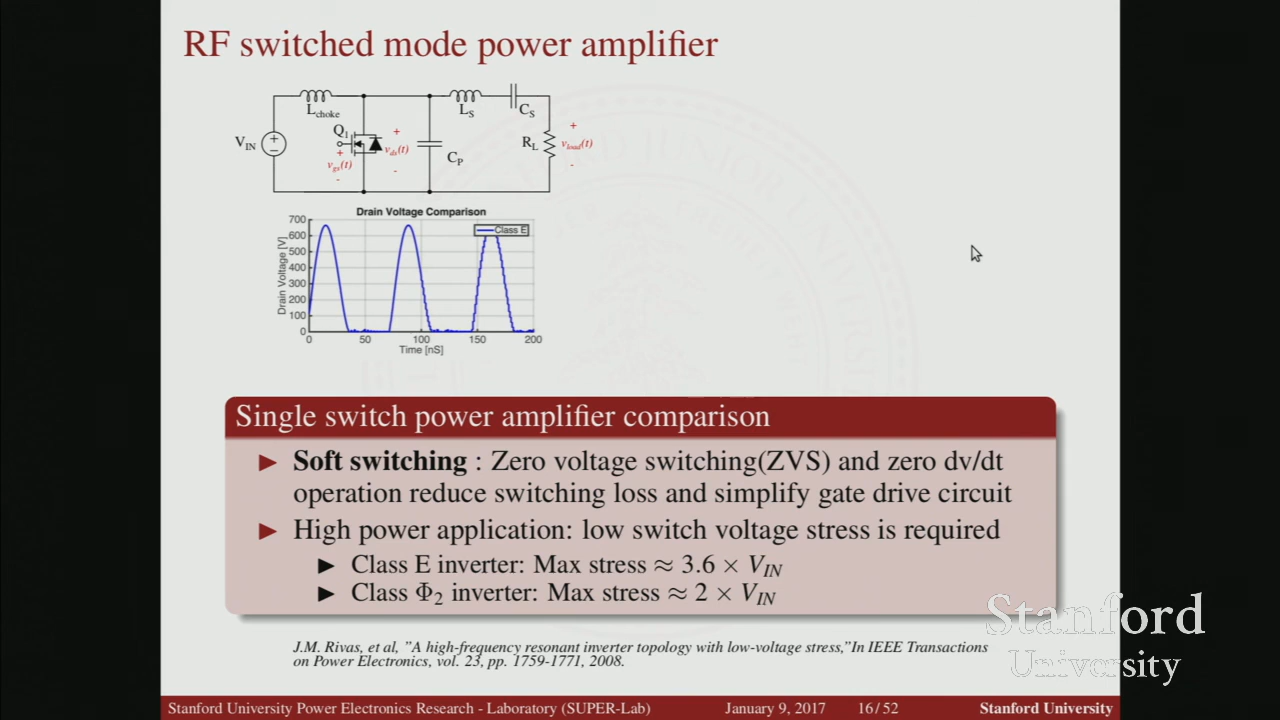 RF switched mode power amplifier
L_choke
L_S
C_S
Q_1
+
+
+
V_IN
+
−
v_ds(t)
R_L
v_load(t)
C_P
v_gs(t)
-
-
-
Drain Voltage Comparison
700
600
500
400
300
200
100
0
Drain Voltage [V]
Class E
0
50
100
150
200
Time [nS]
Single switch power amplifier comparison
Soft switching : Zero voltage switching(ZVS) and zero dv/dt
operation reduce switching loss and simplify gate drive circuit
High power application: low switch voltage stress is required
Class E inverter: Max stress ≈ 3.6 × V_IN
Class Φ_2 inverter: Max stress ≈ 2 × V_IN
J.M. Rivas, et al, ”A high-frequency resonant inverter topology with low-voltage stress,”In IEEE Transactions
on Power Electronics, vol. 23, pp. 1759-1771, 2008.
Stanford
University
Stanford University Power Electronics Research - Laboratory (SUPER-Lab)
January 9, 2017
16/52
Stanford University